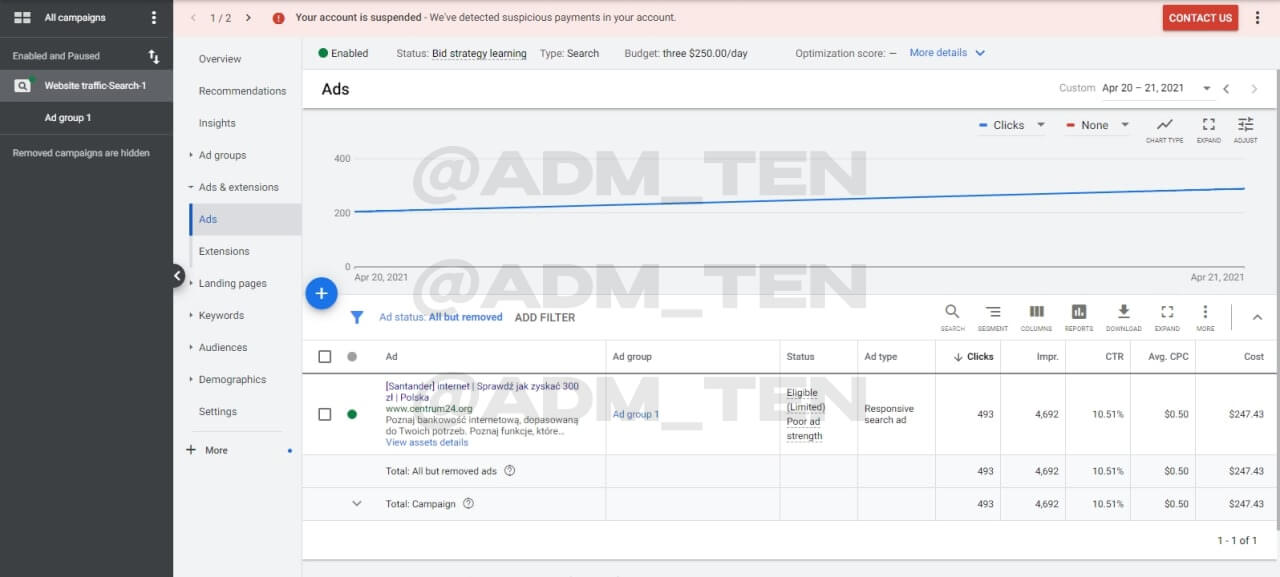 All campaigns
1 / 2
Your account is suspended - We've detected suspicious payments in your account.
CONTACT US
Enabled and Paused
Website traffic-Search-1
Ad group 1
Removed campaigns are hidden
Overview
Recommendations
Insights
Ad groups
Ads & extensions
Ads
Extensions
Landing pages
Keywords
Audiences
Demographics
Settings
More
Enabled Status: Bid strategy learning Type: Search Budget: three $250.00/day Optimization score: — More details
Ads
Custom Apr 20 – 21, 2021
Clicks None
CHART TYPE EXPAND ADJUST
400
200
0
Apr 20, 2021 Apr 21, 2021
@ADM_TEN
@ADM_TEN
@ADM_TEN
Ad status: All but removed ADD FILTER
SEARCH SEGMENT COLUMNS REPORTS DOWNLOAD EXPAND MORE
Ad Ad group Status Ad type Clicks Impr. CTR Avg. CPC Cost
[Santander] internet | Sprawdź jak zyskać 300
zł | Polska
www.centrum24.org
Poznaj bankowość internetową, dopasowaną
do Twoich potrzeb. Poznaj funkcje, które...
View assets details
Ad group 1
Eligible
(Limited)
Poor ad
strength
Responsive
search ad
493 4,692 10.51% $0.50 $247.43
Total: All but removed ads 493 4,692 10.51% $0.50 $247.43
Total: Campaign 493 4,692 10.51% $0.50 $247.43
1 - 1 of 1